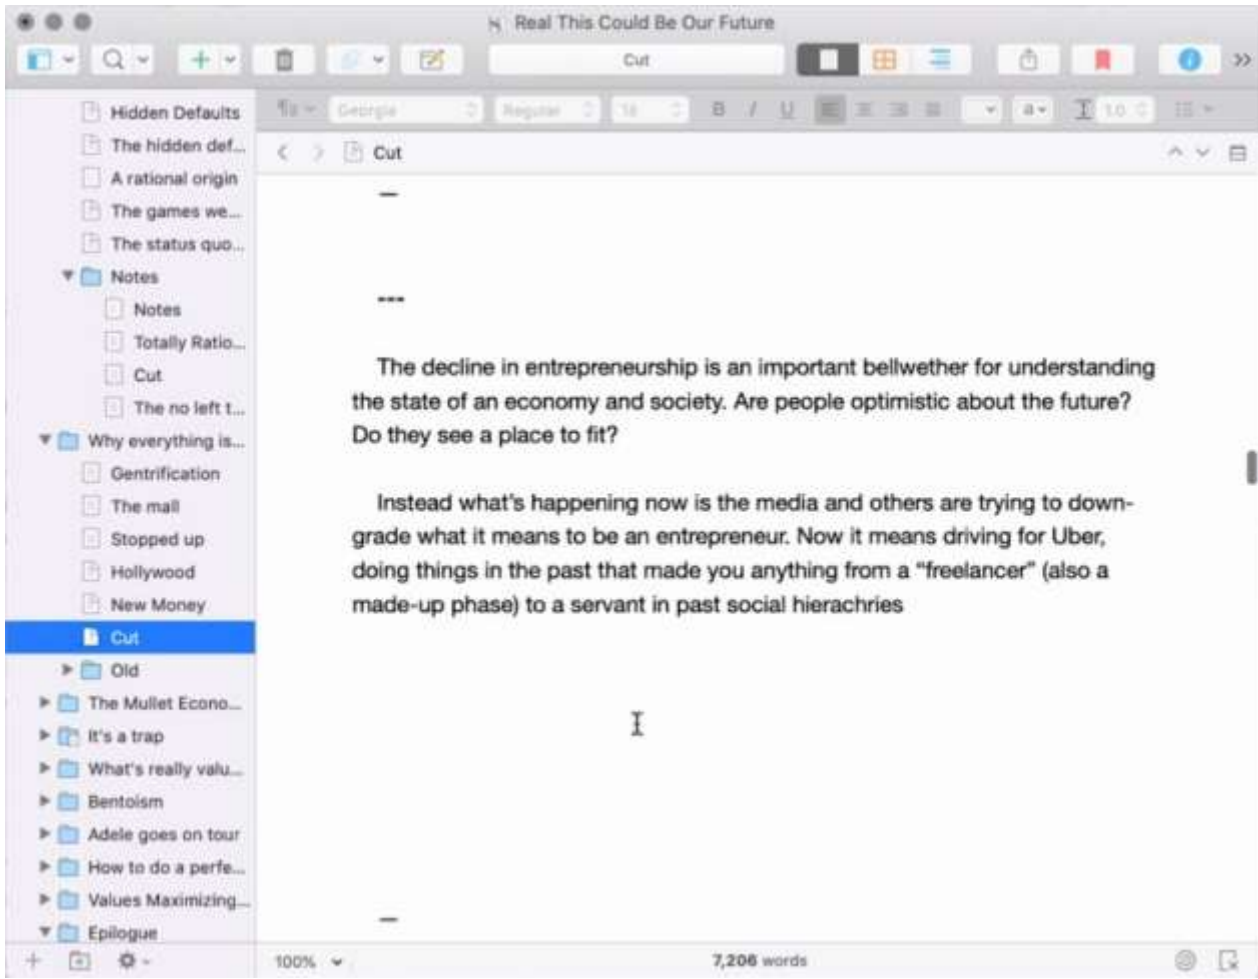 Real This Could Be Our Future
Cut
Hidden Defaults
Georgia
Regular
16
B I U
a
1.0
The hidden def...
Cut
A rational origin
The games we...
The status quo...
Notes
Notes
Totally Ratio...
Cut
The no left t...
Why everything is...
Gentrification
The mall
Stopped up
Hollywood
New Money
Cut
Old
The Mullet Econo...
It's a trap
What's really valu...
Bentoism
Adele goes on tour
How to do a perfe...
Values Maximizing...
Epilogue
—
---
The decline in entrepreneurship is an important bellwether for understanding
the state of an economy and society. Are people optimistic about the future?
Do they see a place to fit?
Instead what's happening now is the media and others are trying to down-
grade what it means to be an entrepreneur. Now it means driving for Uber,
doing things in the past that made you anything from a “freelancer” (also a
made-up phase) to a servant in past social hierachries
—
100%
7,206 words